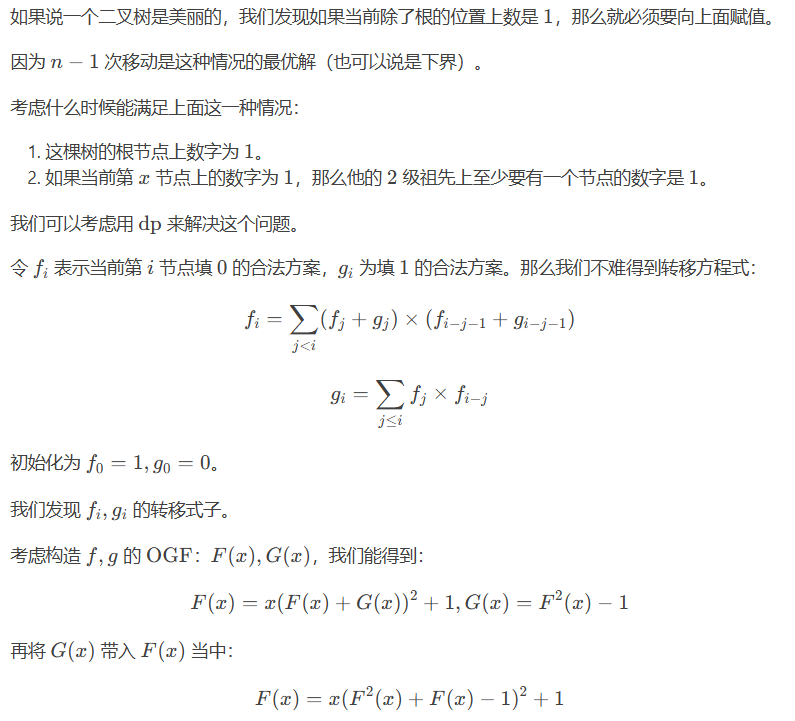 如果说一个二叉树是美丽的，我们发现如果当前除了根的位置上数是 1，那么就必须要向上面赋值。
因为 n − 1 次移动是这种情况的最优解（也可以说是下界）。
考虑什么时候能满足上面这一种情况：
1. 这棵树的根节点上数字为 1。
2. 如果当前第 x 节点上的数字为 1，那么他的 2 级祖先上至少要有一个节点的数字是 1。
我们可以考虑用 dp 来解决这个问题。
令 f_i 表示当前第 i 节点填 0 的合法方案，g_i 为填 1 的合法方案。那么我们不难得到转移方程式：
f_i = ∑_{j<i} (f_j + g_j) × (f_{i−j−1} + g_{i−j−1})
g_i = ∑_{j≤i} f_j × f_{i−j}
初始化为 f_0 = 1, g_0 = 0。
我们发现 f_i, g_i 的转移式子。
考虑构造 f, g 的 OGF：F(x), G(x)，我们能得到：
F(x) = x(F(x) + G(x))² + 1, G(x) = F²(x) − 1
再将 G(x) 带入 F(x) 当中：
F(x) = x(F²(x) + F(x) − 1)² + 1